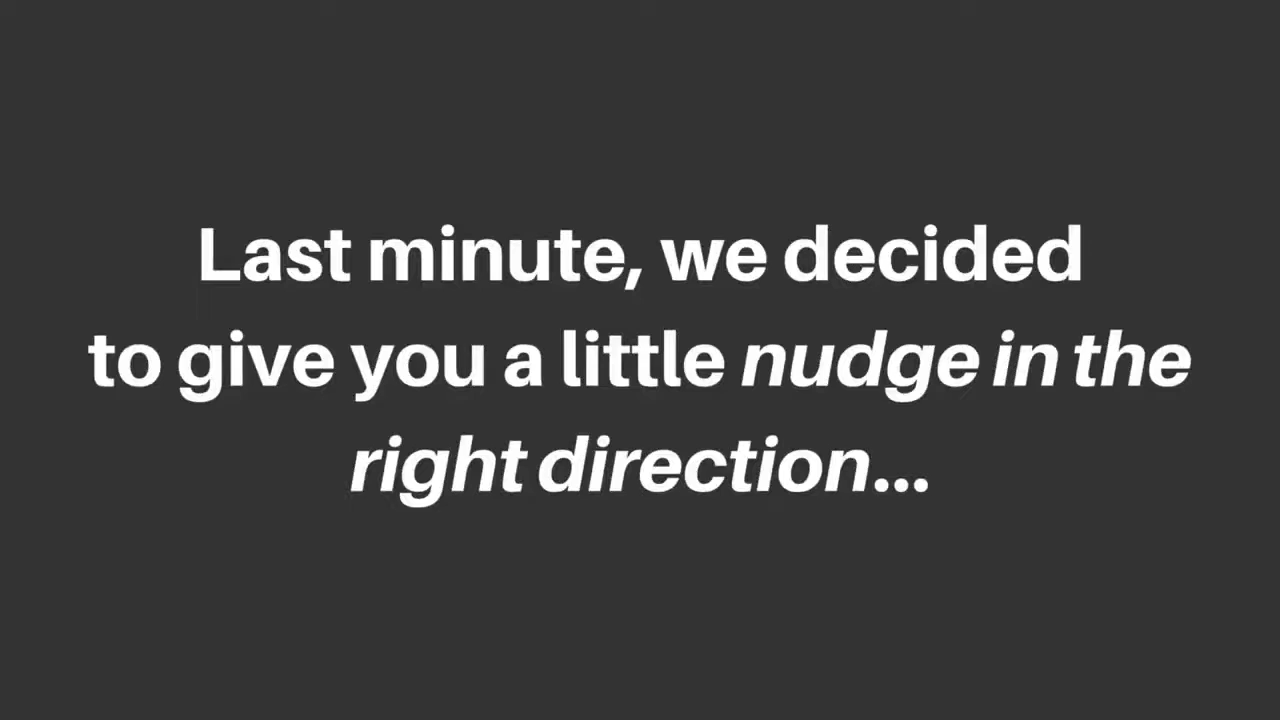 Last minute, we decided
to give you a little nudge in the
right direction...